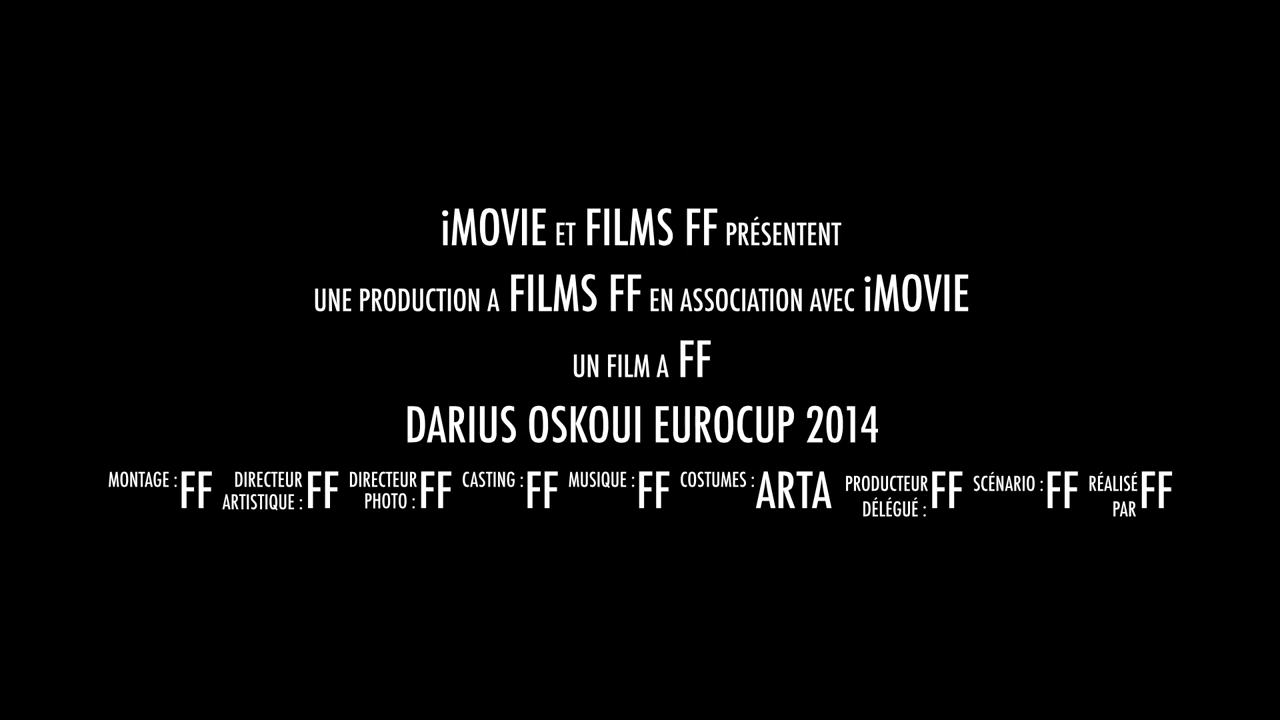 iMOVIE ET FILMS FF PRÉSENTENT
UNE PRODUCTION A FILMS FF EN ASSOCIATION AVEC iMOVIE
UN FILM A FF
DARIUS OSKOUI EUROCUP 2014
MONTAGE : FF DIRECTEUR ARTISTIQUE : FF DIRECTEUR PHOTO : FF CASTING : FF MUSIQUE : FF COSTUMES : ARTA PRODUCTEUR DÉLÉGUÉ : FF SCÉNARIO : FF RÉALISÉ PAR FF